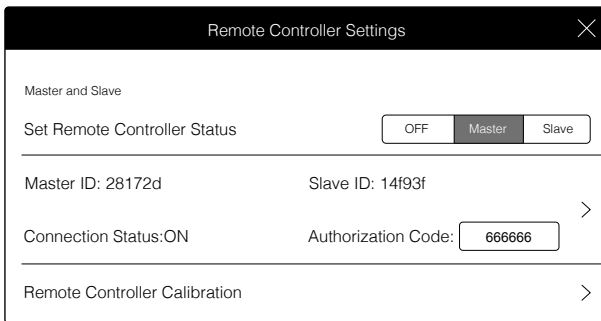 Remote Controller Settings
Master and Slave
Set Remote Controller Status OFF Master Slave
Master ID: 28172d Slave ID: 14f93f
Connection Status:ON Authorization Code: 666666
Remote Controller Calibration